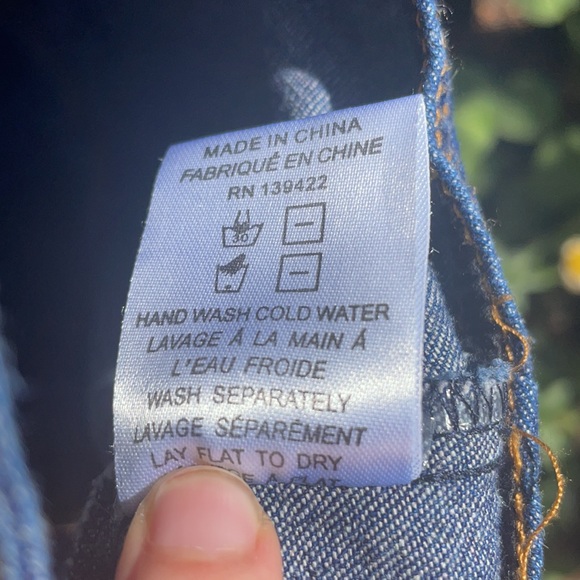 MADE IN CHINA
FABRIQUÉ EN CHINE
RN 139422
30
HAND WASH COLD WATER
LAVAGE Á LA MAIN Á
L'EAU FROIDE
WASH SEPARATELY
LAVAGE SÉPARÉMENT
LAY FLAT TO DRY